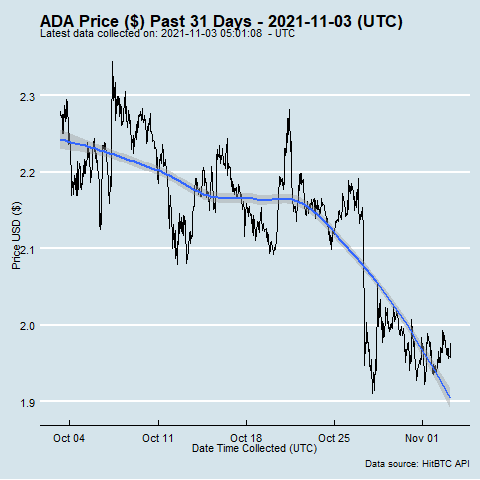 ADA Price ($) Past 31 Days - 2021-11-03 (UTC)
Latest data collected on: 2021-11-03 05:01:08  - UTC
2.3
2.2
2.1
2.0
1.9
Price USD ($)
Oct 04 Oct 11 Oct 18 Oct 25 Nov 01
Date Time Collected (UTC)
Data source: HitBTC API